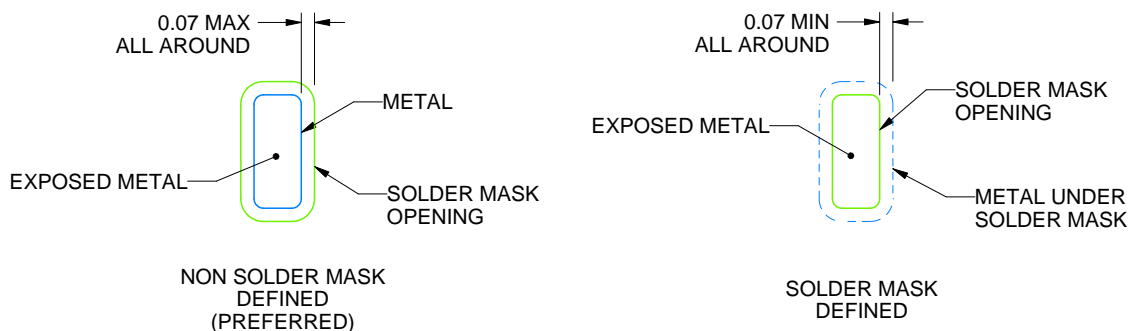 0.07 MAX
ALL AROUND
METAL
EXPOSED METAL
SOLDER MASK
OPENING
NON SOLDER MASK
DEFINED
(PREFERRED)
0.07 MIN
ALL AROUND
SOLDER MASK
OPENING
EXPOSED METAL
METAL UNDER
SOLDER MASK
SOLDER MASK
DEFINED